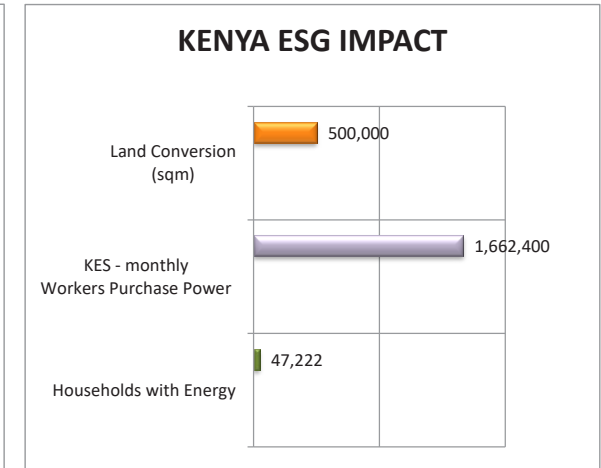 KENYA ESG IMPACT
Land Conversion
(sqm)
500,000
KES - monthly
Workers Purchase Power
1,662,400
Households with Energy
47,222